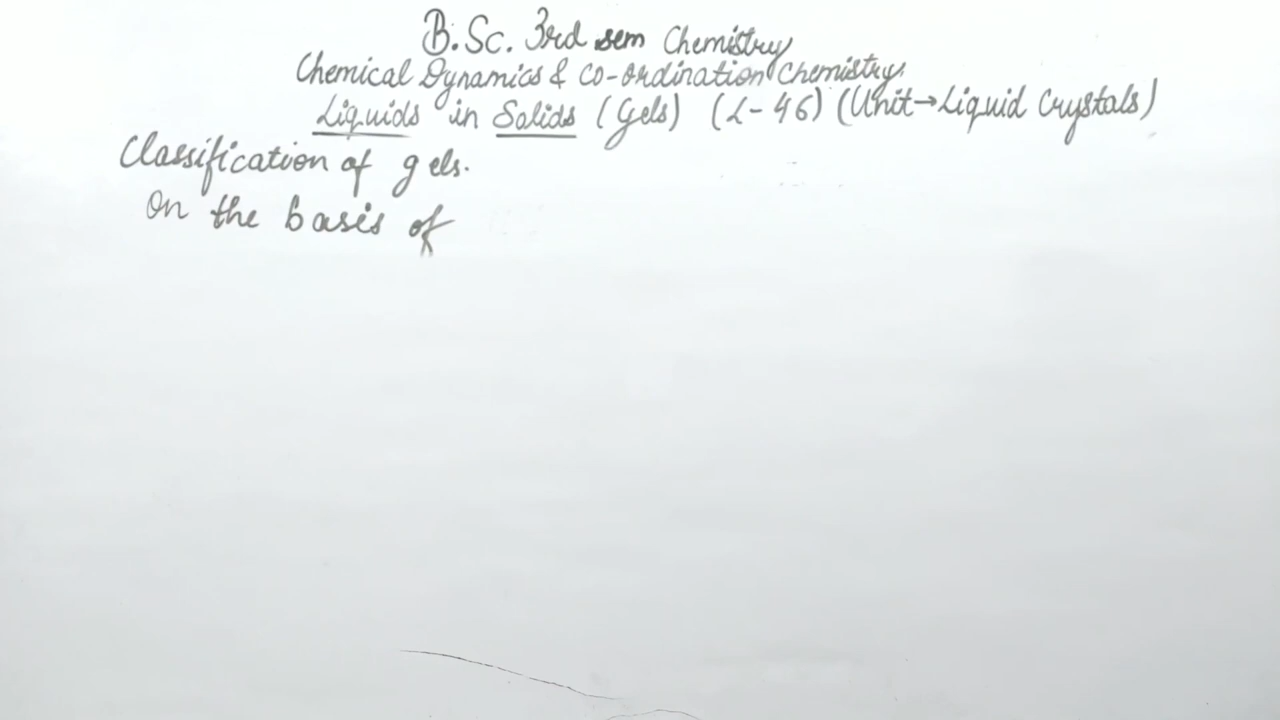 B.Sc. 3rd sem Chemistry
Chemical Dynamics & Co-ordination Chemistry.
Liquids in Solids (Gels) (L-46) (Unit→Liquid Crystals)
Classification of gels.
On the basis of